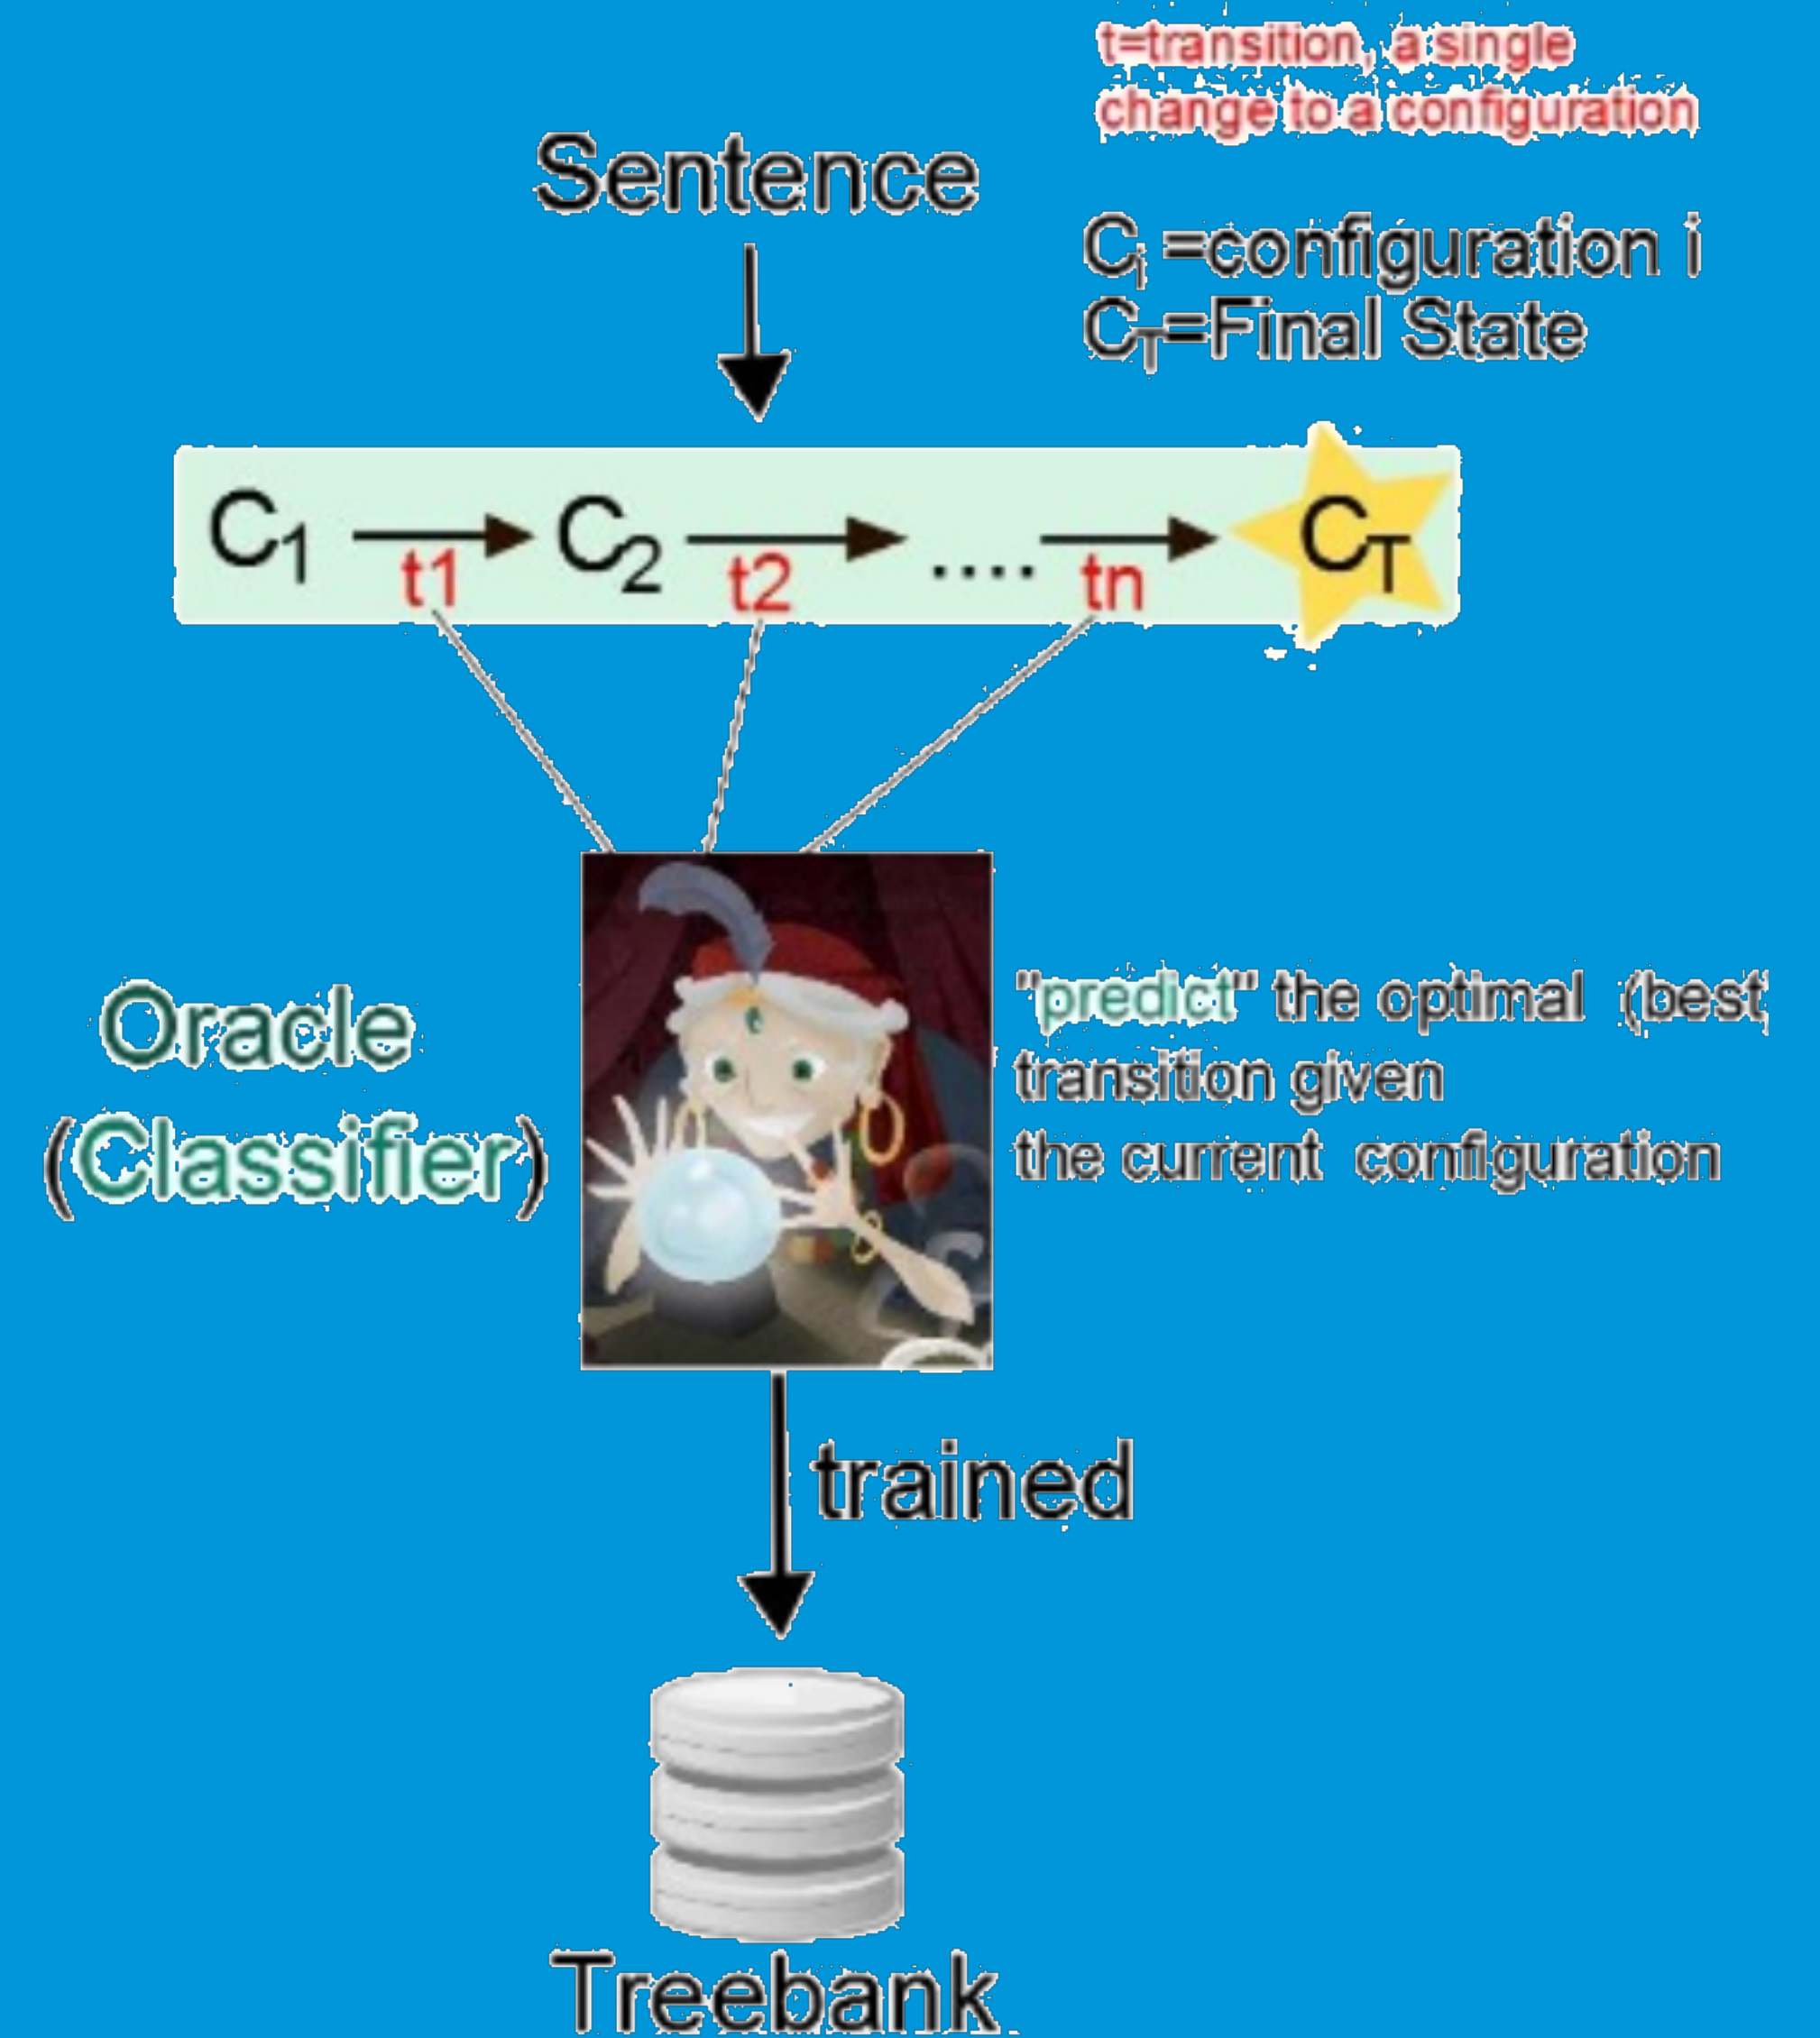 t=transition, a single
change to a configuration
Sentence
Ci =configuration i
CT=Final State
C1 t1 C2 t2 .... tn CT
Oracle
(Classifier)
"predict" the optimal (best
transition given
the current configuration
trained
Treebank